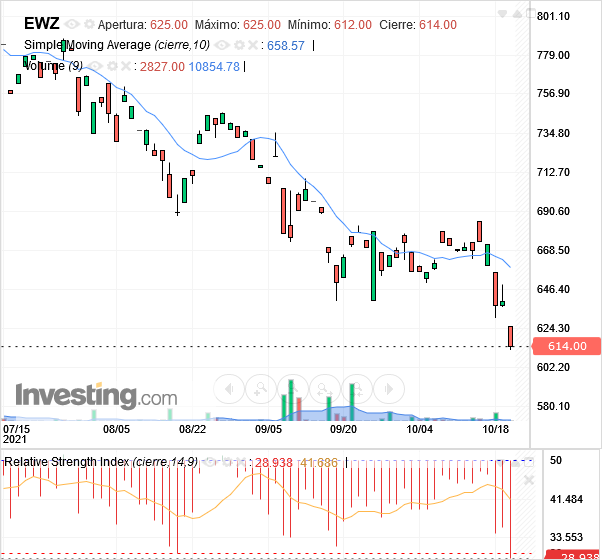 EWZ Apertura: 625.00 Máximo: 625.00 Mínimo: 612.00 Cierre: 614.00
Simple Moving Average (cierre,10) : 658.57
Volume (9) : 2827.00 10854.78
801.10
779.00
756.90
734.80
712.70
690.60
668.50
646.40
624.30
614.00
602.20
580.10
Investing.com
07/15 08/05 08/22 09/05 09/20 10/04 10/18
2021
Relative Strength Index (cierre,14,9) : 28.938 41.686
50
41.484
33.553
28.938